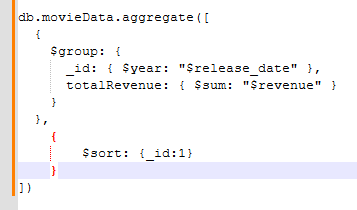 db.movieData.aggregate([
  {
    $group: {
      _id: { $year: "$release_date" },
      totalRevenue: { $sum: "$revenue" }
    }
  },
    {
        $sort: {_id:1}
    }
])